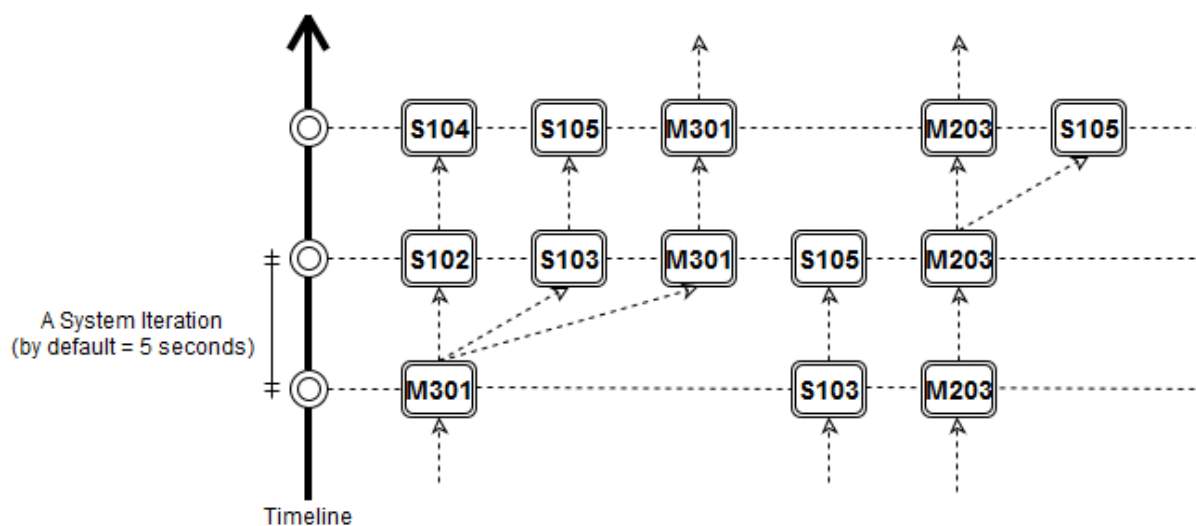 S104 S105 M301 M203 S105
S102 S103 M301 S105 M203
A System Iteration
(by default = 5 seconds)
M301 S103 M203
Timeline